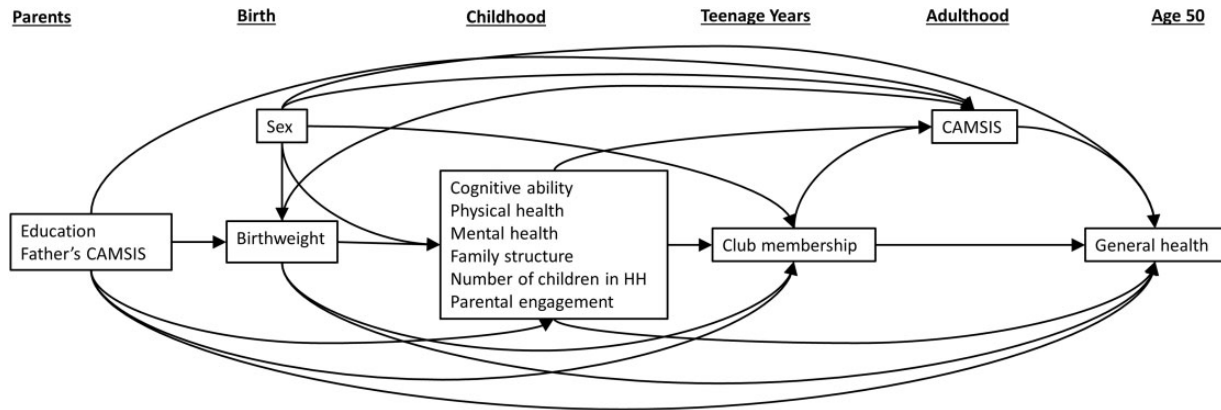 Parents
Birth
Childhood
Teenage Years
Adulthood
Age 50
Sex
CAMSIS
Cognitive ability
Physical health
Mental health
Family structure
Number of children in HH
Parental engagement
Education
Father's CAMSIS
Birthweight
Club membership
General health